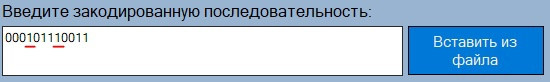 Введите закодированную последовательность:
000101110011
Вставить из
файла